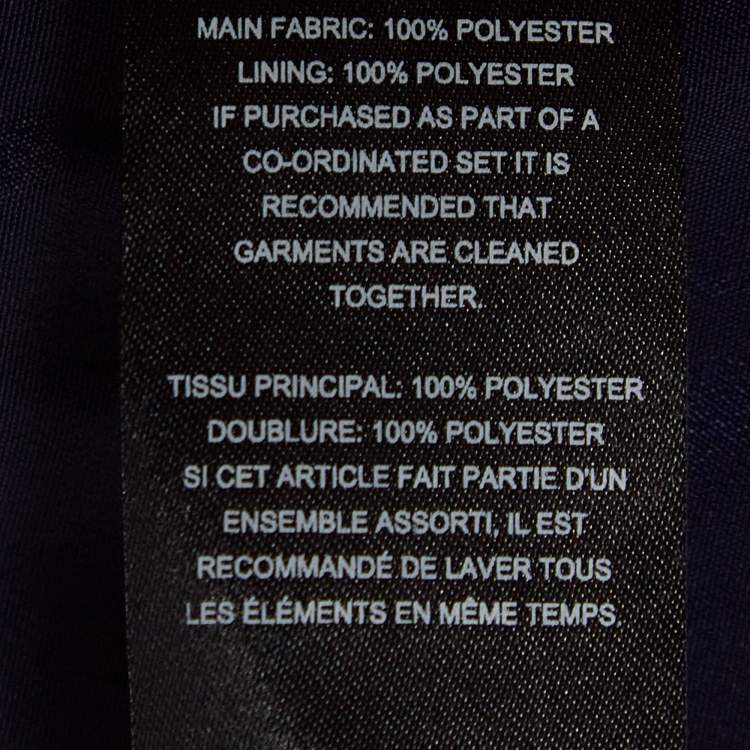 MAIN FABRIC: 100% POLYESTER
LINING: 100% POLYESTER
IF PURCHASED AS PART OF A
CO-ORDINATED SET IT IS
RECOMMENDED THAT
GARMENTS ARE CLEANED
TOGETHER.
TISSU PRINCIPAL: 100% POLYESTER
DOUBLURE: 100% POLYESTER
SI CET ARTICLE FAIT PARTIE D'UN
ENSEMBLE ASSORTI, IL EST
RECOMMANDÉ DE LAVER TOUS
LES ÉLÉMENTS EN MÊME TEMPS.